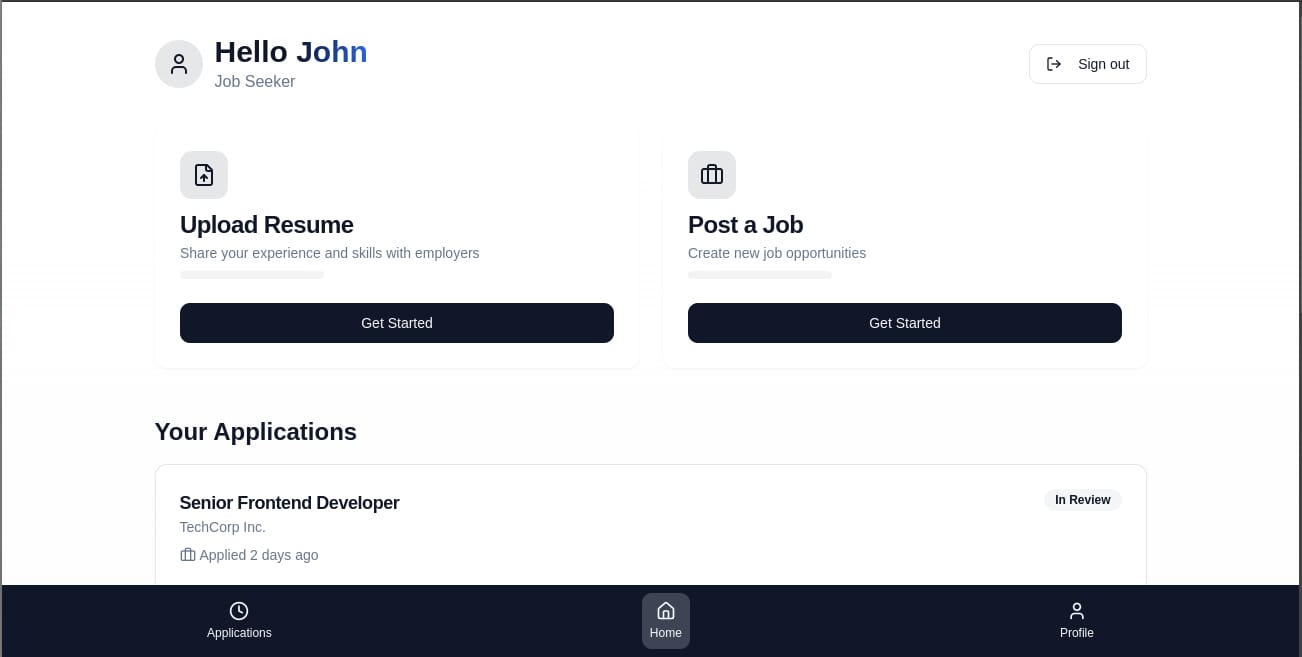 Hello John
Job Seeker
Sign out
Upload Resume
Share your experience and skills with employers
Get Started
Post a Job
Create new job opportunities
Get Started
Your Applications
Senior Frontend Developer
In Review
TechCorp Inc.
Applied 2 days ago
Applications
Home
Profile